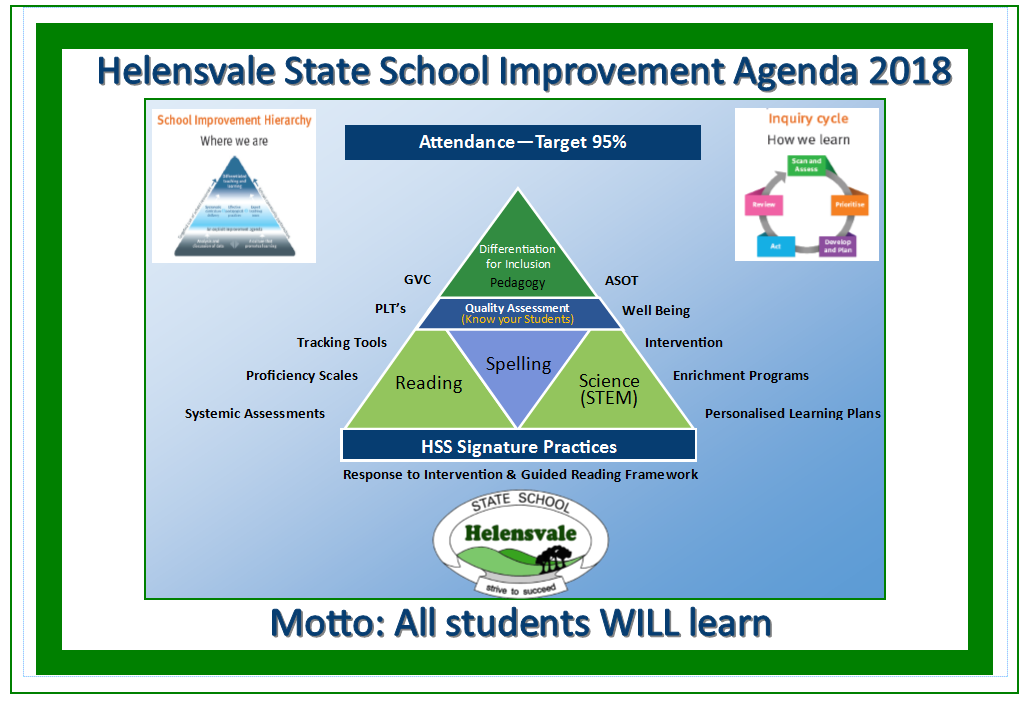 Helensvale State School Improvement Agenda 2018
School Improvement Hierarchy
Where we are
Attendance—Target 95%
Inquiry cycle
How we learn
Scan and
Assess
Prioritise
Develop
and Plan
Act
Review
Differentiation
for Inclusion
Pedagogy
GVC
ASOT
Quality Assessment
(Know your Students)
PLT's
Well Being
Tracking Tools
Intervention
Proficiency Scales
Enrichment Programs
Systemic Assessments
Personalised Learning Plans
Reading
Spelling
Science
(STEM)
HSS Signature Practices
Response to Intervention & Guided Reading Framework
STATE SCHOOL
Helensvale
strive to succeed
Motto: All students WILL learn